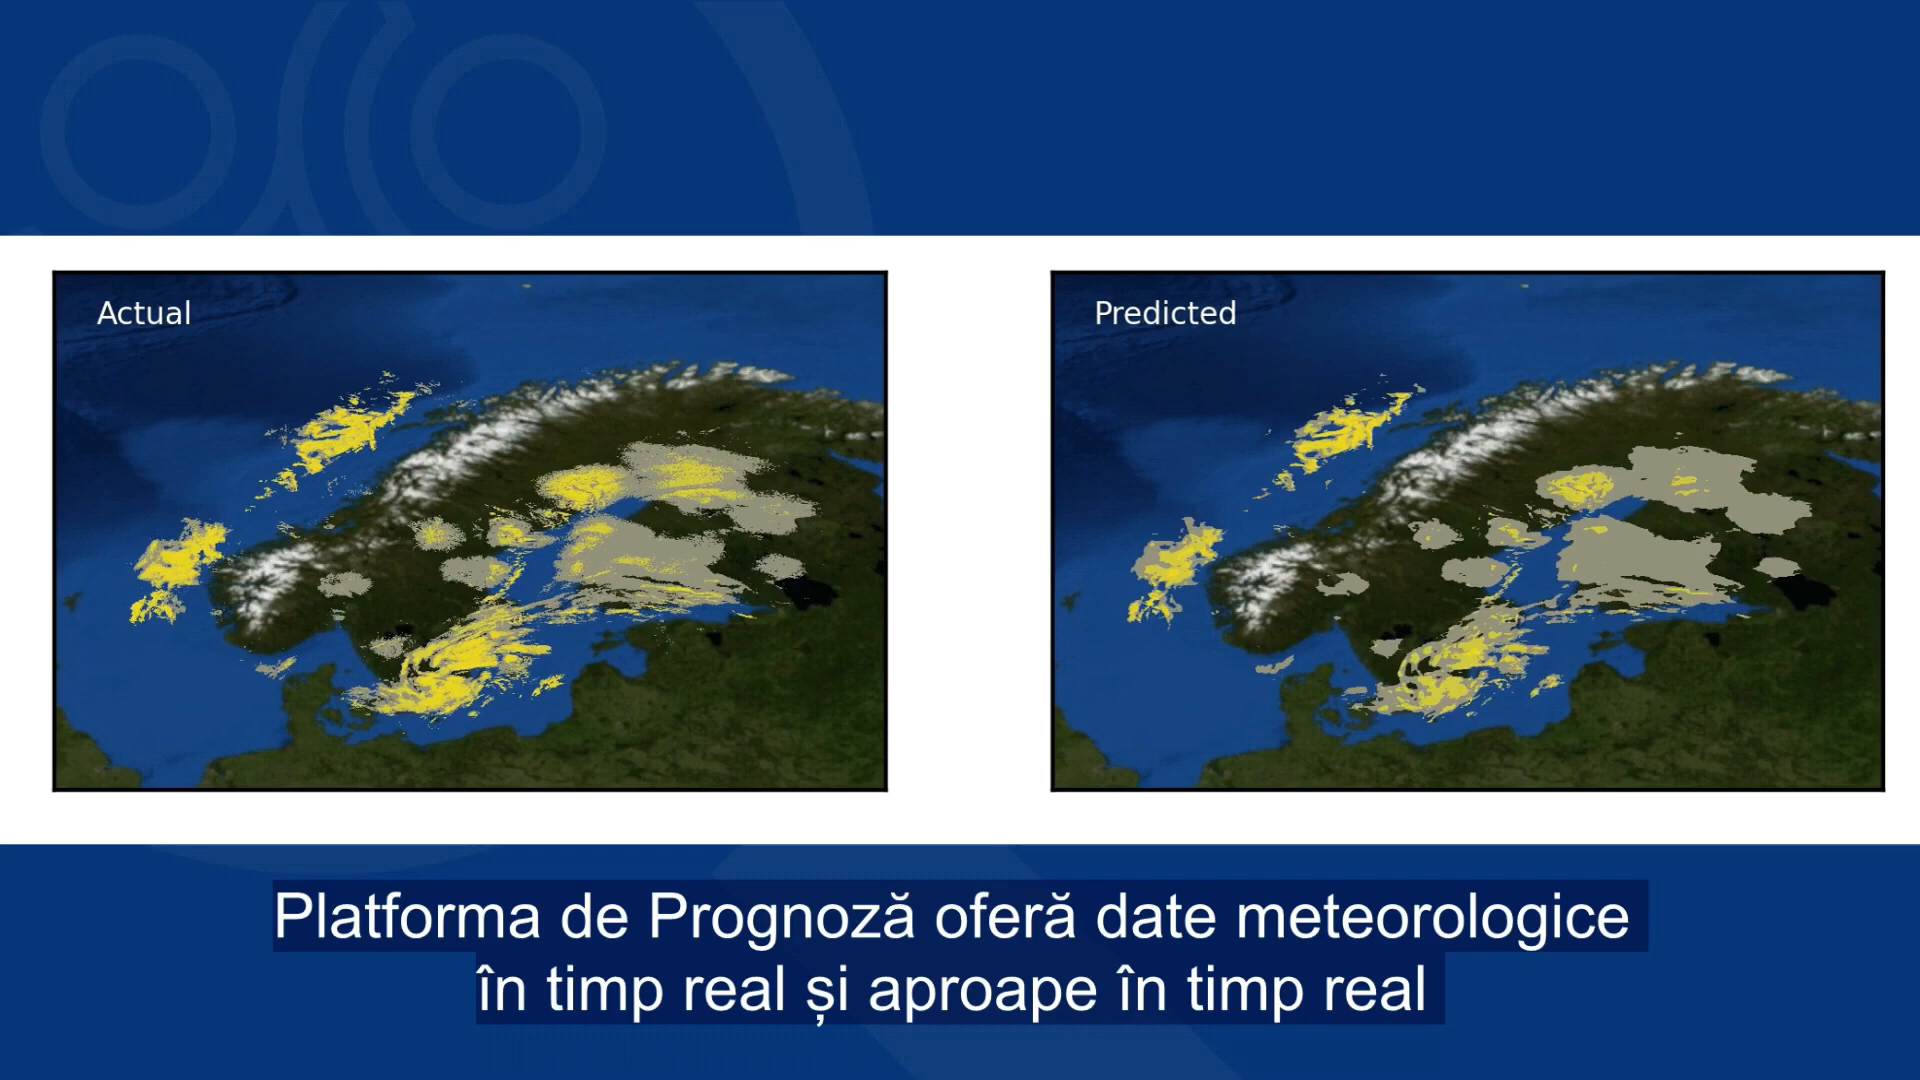 Actual
Predicted
Platforma de Prognoză oferă date meteorologice
în timp real și aproape în timp real